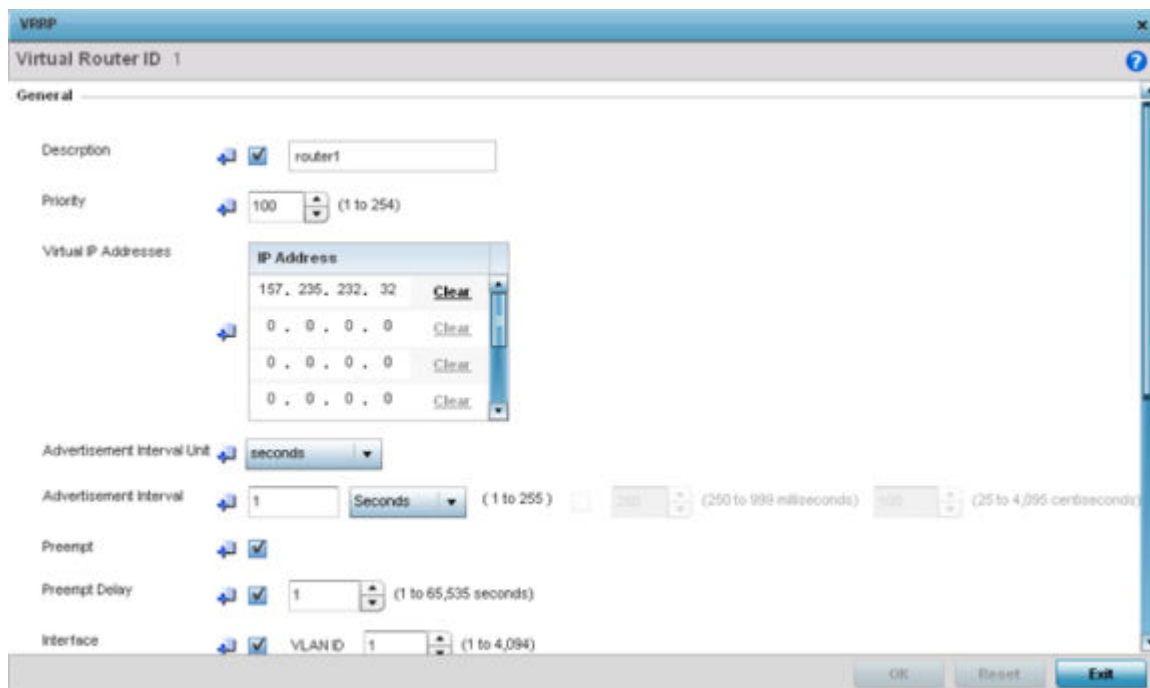 VRRP
Virtual Router ID 1
General
Descrption router1
Priority 100 (1 to 254)
Virtual IP Addresses
IP Address
157. 235. 232. 32 Clear
0 . 0 . 0 . 0 Clear
0 . 0 . 0 . 0 Clear
0 . 0 . 0 . 0 Clear
Advertisement Interval Unit seconds
Advertisement Interval 1 Seconds ( 1 to 255 ) 250 (250 to 999 milliseconds) 100 (25 to 4,095 centiseconds)
Preempt
Preempt Delay 1 (1 to 65,535 seconds)
Interface VLAN ID 1 (1 to 4,094)
OK Reset Exit